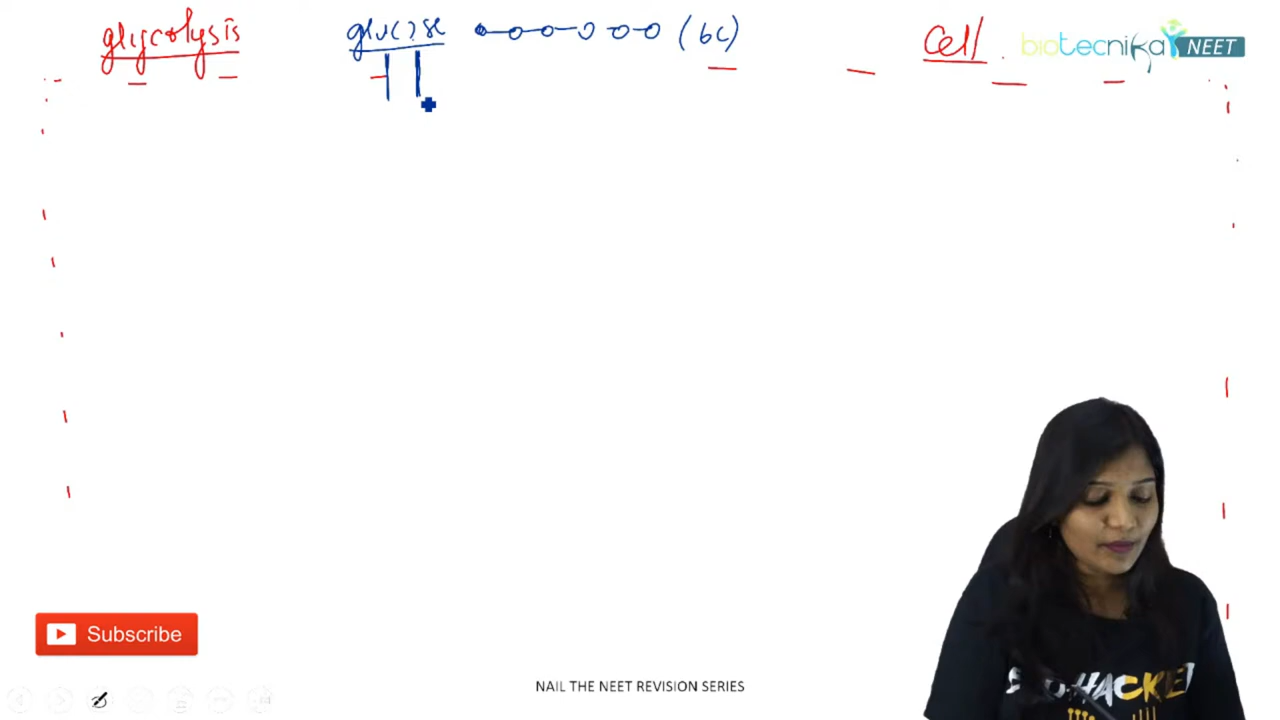 glycolysis glucose (6C) Cell biotecnika NEET
Subscribe
NAIL THE NEET REVISION SERIES